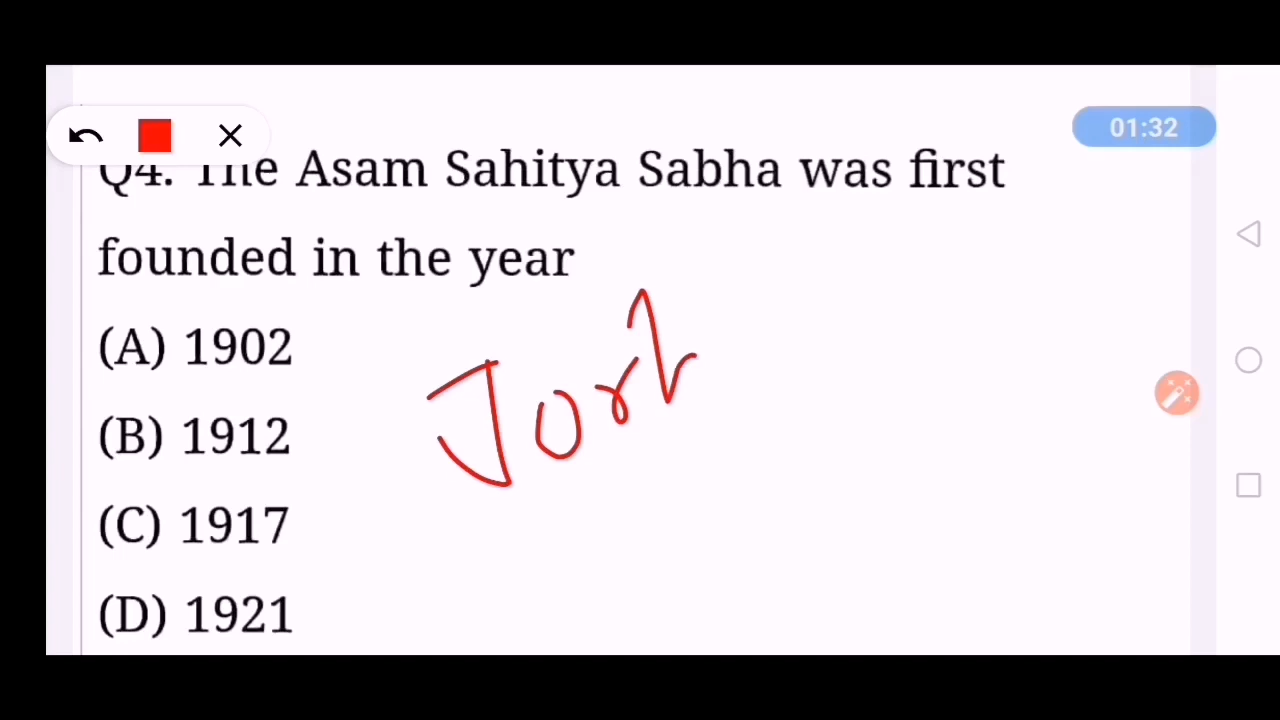 01:32
Q4. The Asam Sahitya Sabha was first
founded in the year
(A) 1902
(B) 1912
(C) 1917
(D) 1921
Jorh